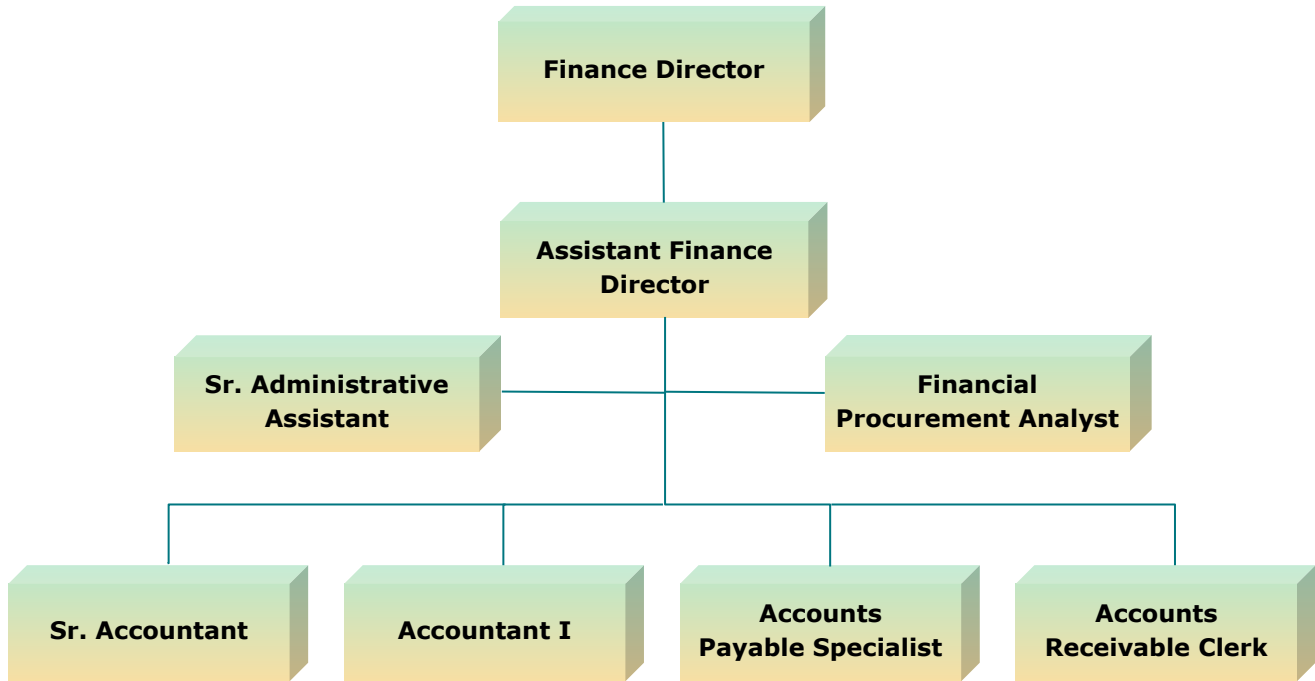 Finance Director
Assistant Finance
Director
Sr. Administrative
Assistant
Financial
Procurement Analyst
Sr. Accountant
Accountant I
Accounts
Payable Specialist
Accounts
Receivable Clerk